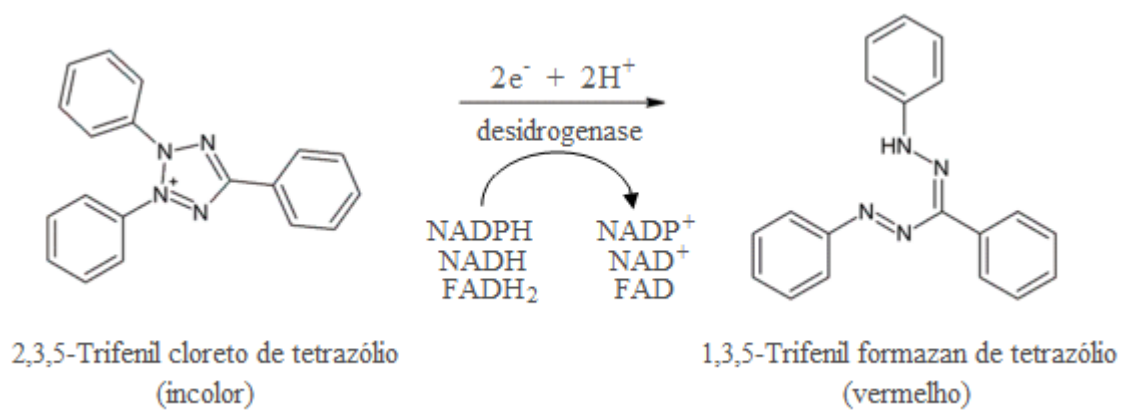 2e⁻ + 2H⁺
desidrogenase
NADPH NADP⁺
NADH NAD⁺
FADH₂ FAD
N N
N⁺ N
HN N
N N
2,3,5-Trifenil cloreto de tetrazólio
(incolor)
1,3,5-Trifenil formazan de tetrazólio
(vermelho)